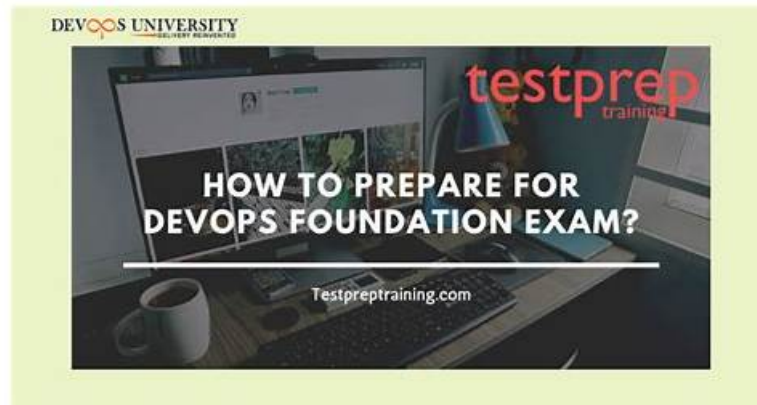 DEVOPS UNIVERSITY
DELIVERY REINVENTED
testprep
training
HOW TO PREPARE FOR
DEVOPS FOUNDATION EXAM?
Testpreptraining.com